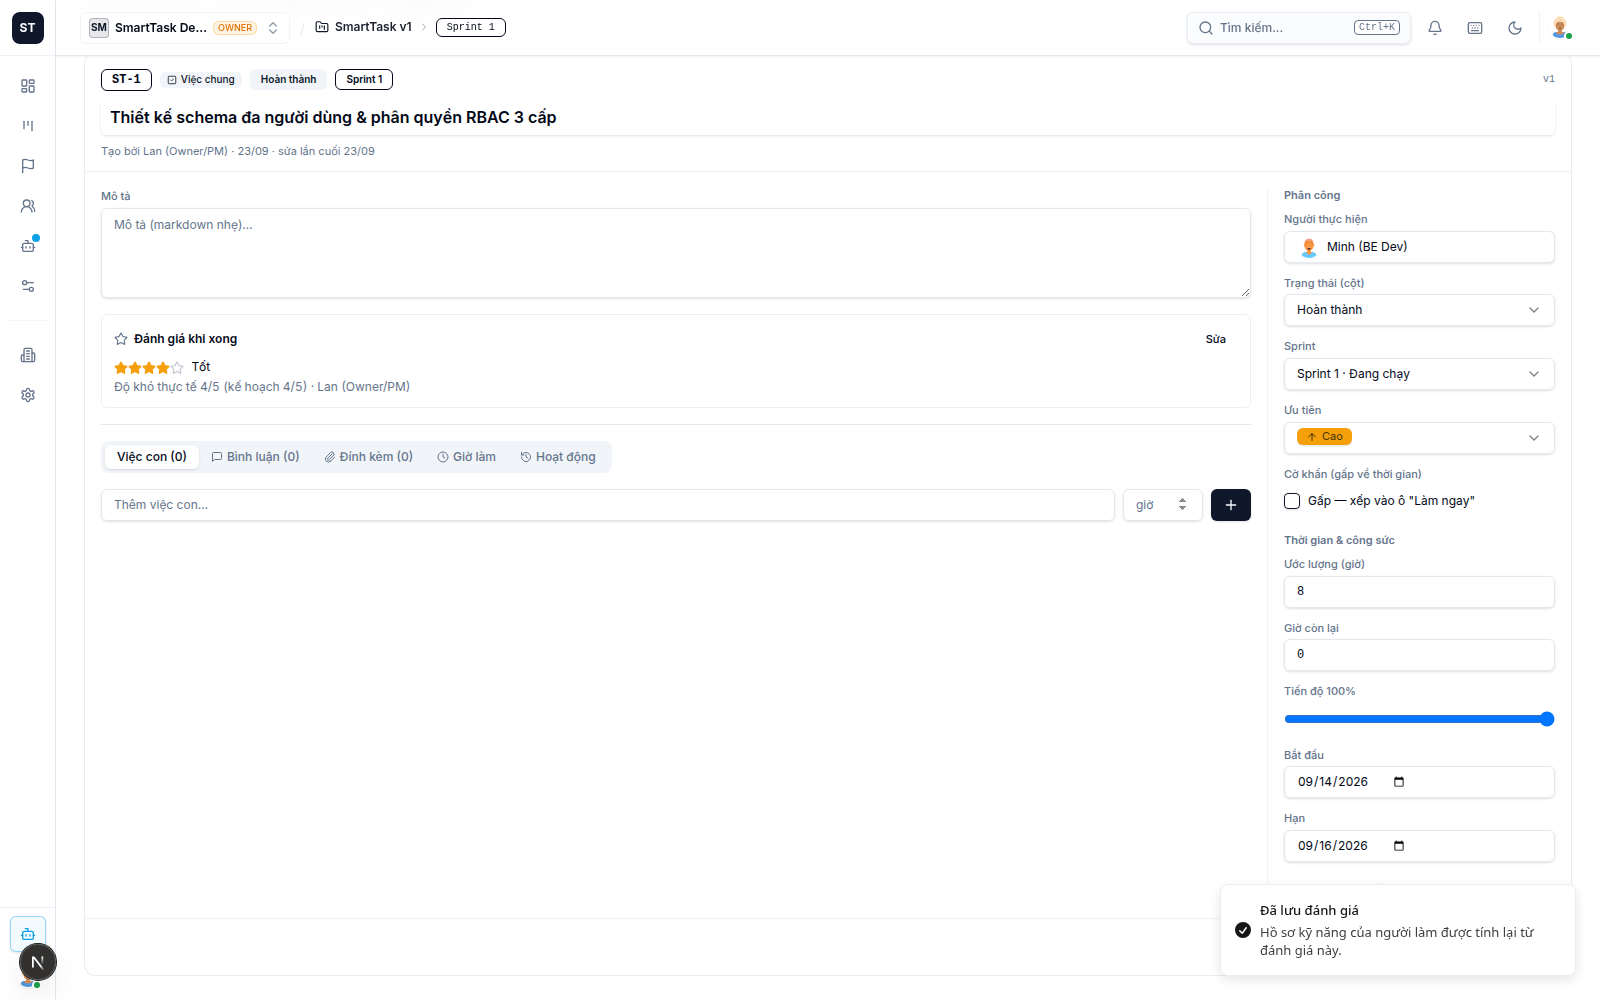 ST
SM SmartTask De... OWNER / SmartTask v1 Sprint 1
Tìm kiếm... Ctrl+K
ST-1 Việc chung Hoàn thành Sprint 1 v1
Thiết kế schema đa người dùng & phân quyền RBAC 3 cấp
Tạo bởi Lan (Owner/PM) · 23/09 · sửa lần cuối 23/09
Mô tả
Mô tả (markdown nhẹ)...
Đánh giá khi xong Sửa
Tốt
Độ khó thực tế 4/5 (kế hoạch 4/5) · Lan (Owner/PM)
Việc con (0) Bình luận (0) Đính kèm (0) Giờ làm Hoạt động
Thêm việc con... giờ
Phân công
Người thực hiện
Minh (BE Dev)
Trạng thái (cột)
Hoàn thành
Sprint
Sprint 1 · Đang chạy
Ưu tiên
Cao
Cờ khẩn (gấp về thời gian)
Gấp — xếp vào ô "Làm ngay"
Thời gian & công sức
Ước lượng (giờ)
8
Giờ còn lại
0
Tiến độ 100%
Bắt đầu
09/14/2026
Hạn
09/16/2026
Đã lưu đánh giá
Hồ sơ kỹ năng của người làm được tính lại từ
đánh giá này.
N